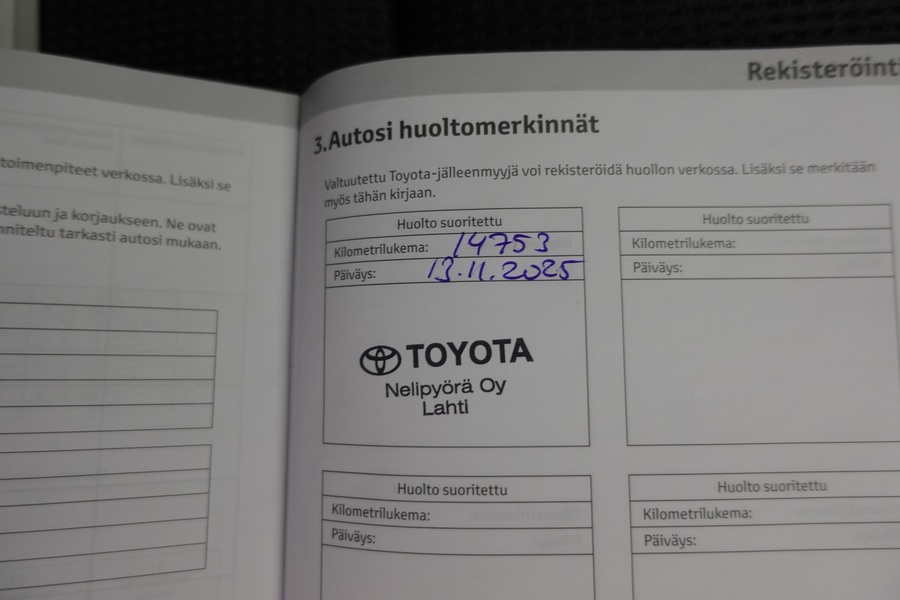 toimenpiteet verkossa. Lisäksi se
steluun ja korjaukseen. Ne ovat
nniteltu tarkasti autosi mukaan.
Rekisteröinti
3.Autosi huoltomerkinnät
Valtuutettu Toyota-jälleenmyyjä voi rekisteröidä huollon verkossa. Lisäksi se merkitään
myös tähän kirjaan.
Huolto suoritettu
Kilometrilukema: 14753
Päiväys: 13.11.2025
TOYOTA
Nelipyörä Oy
Lahti
Huolto suoritettu
Kilometrilukema:
Päiväys:
Huolto suoritettu
Kilometrilukema:
Päiväys:
Huolto suoritettu
Kilometrilukema:
Päiväys: